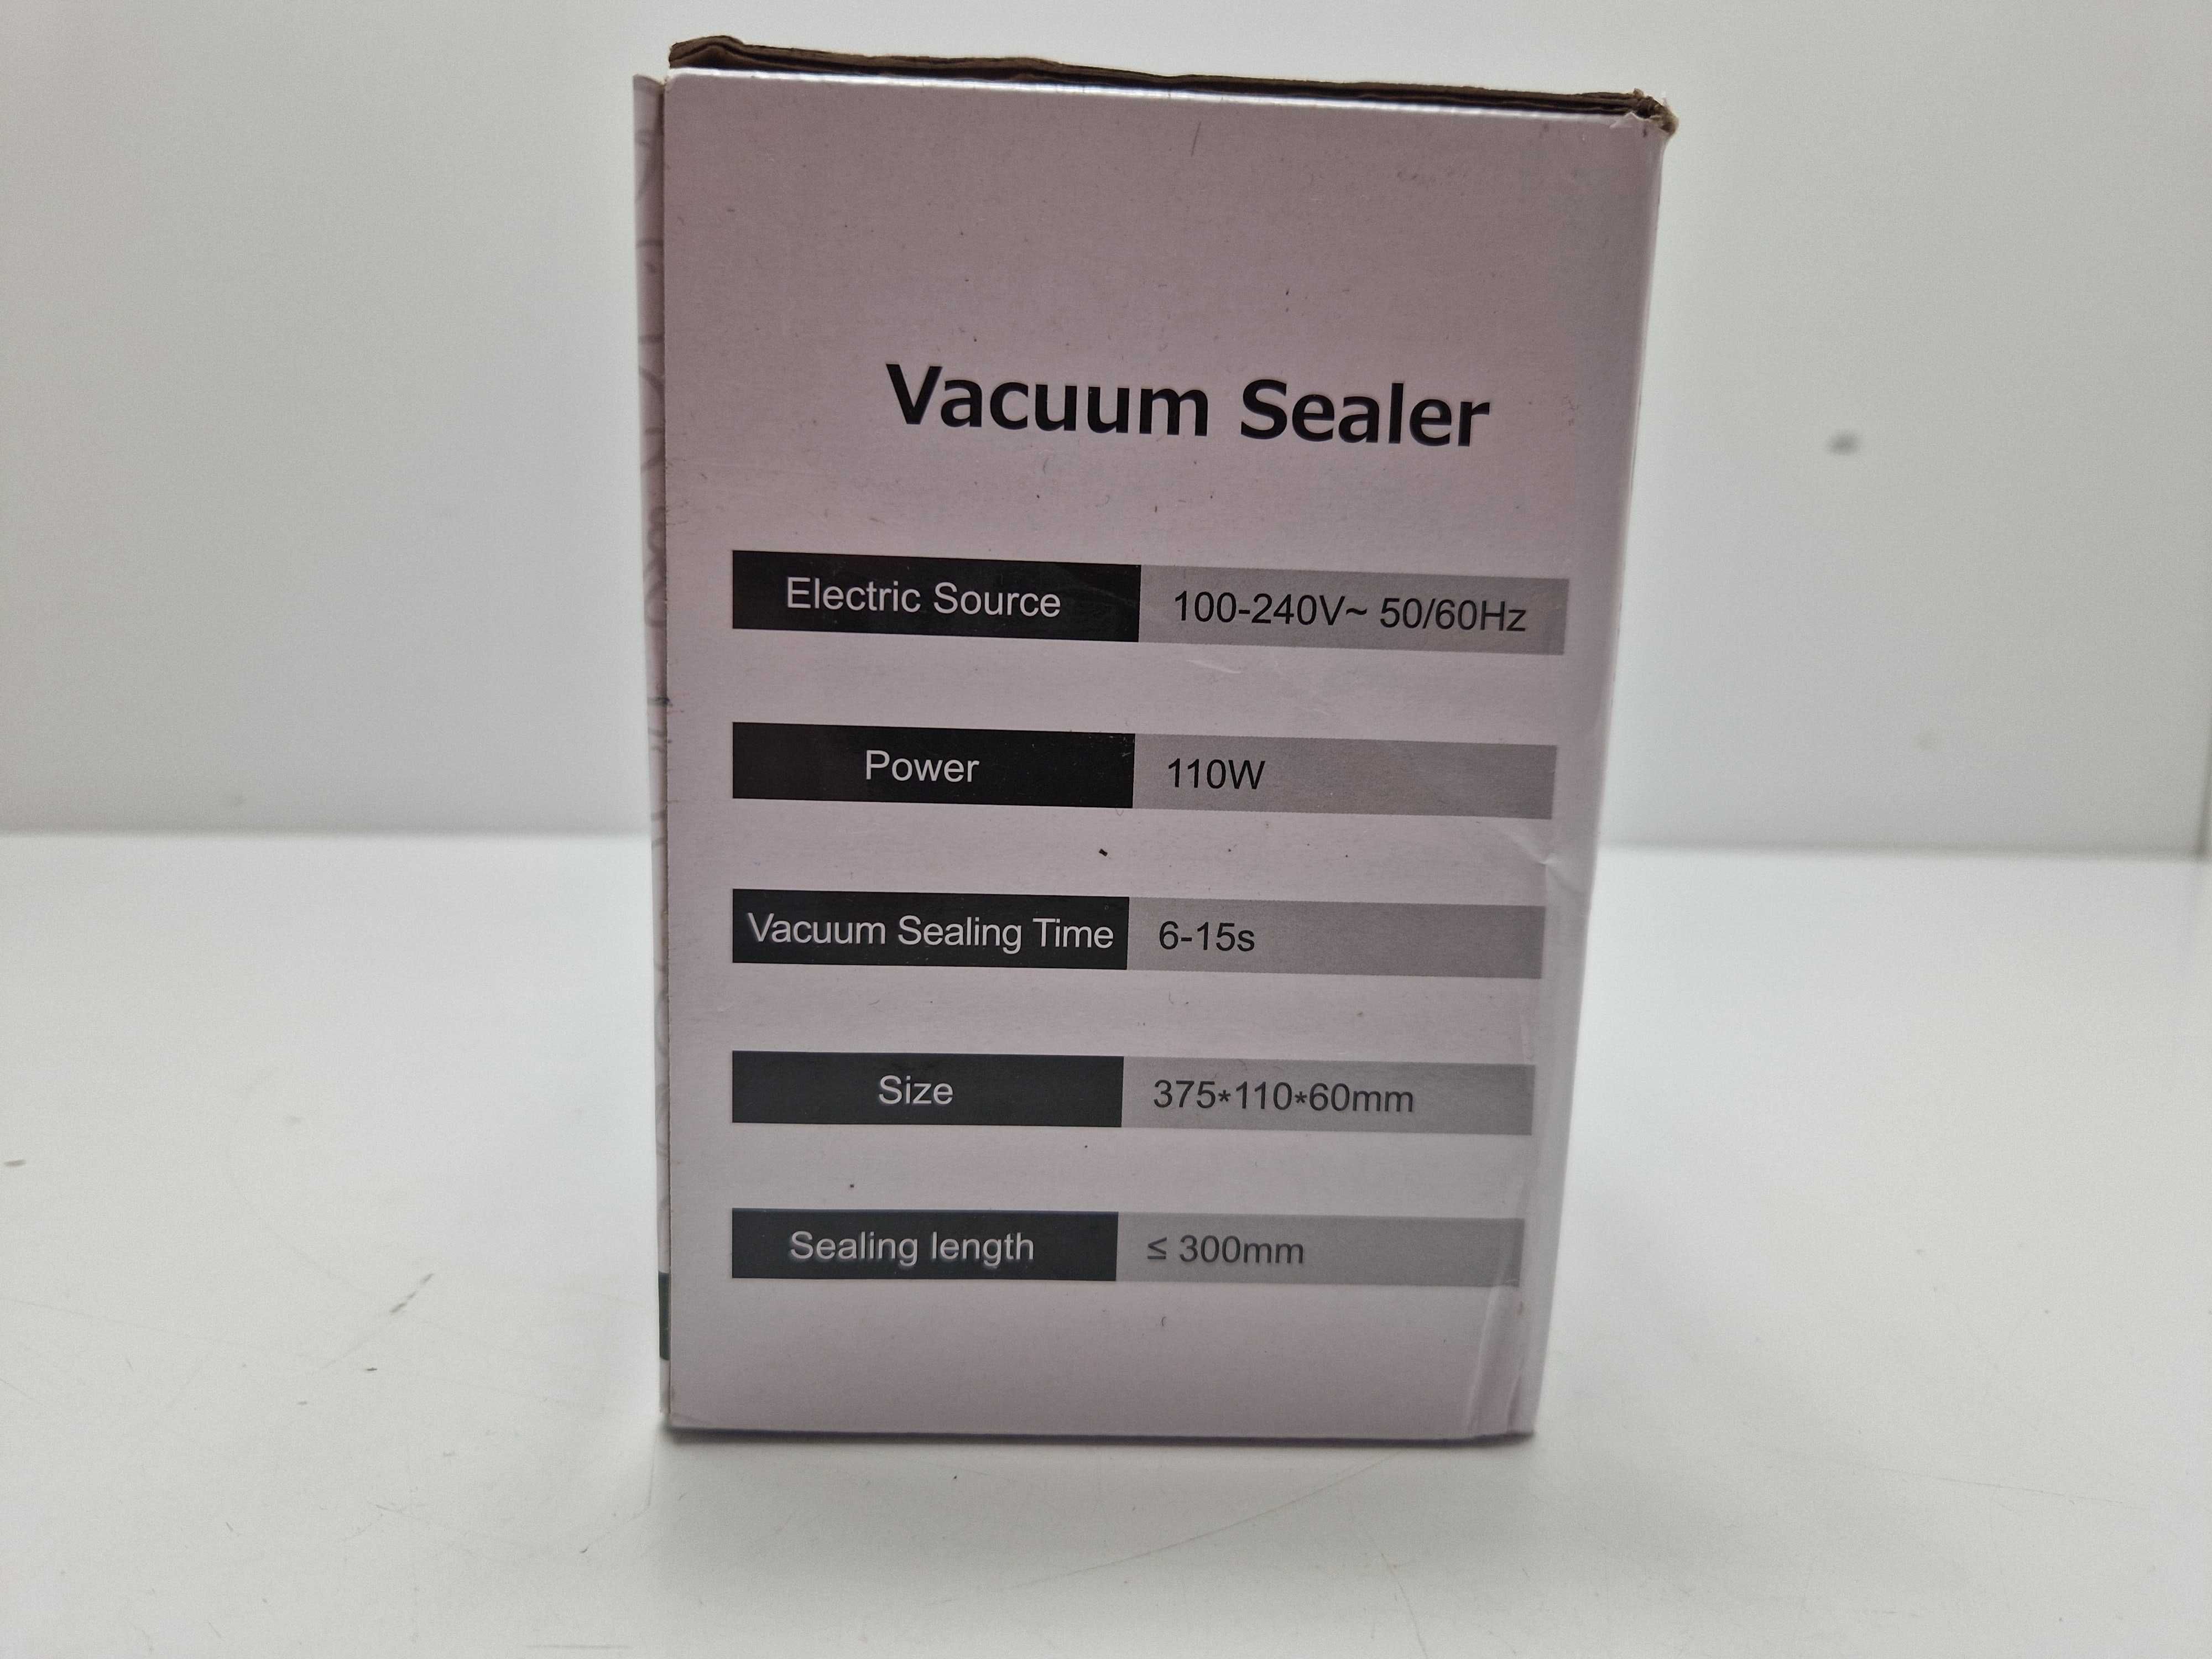 Vacuum Sealer
Electric Source 100-240V~ 50/60Hz
Power 110W
Vacuum Sealing Time 6-15s
Size 375*110*60mm
Sealing length ≤ 300mm